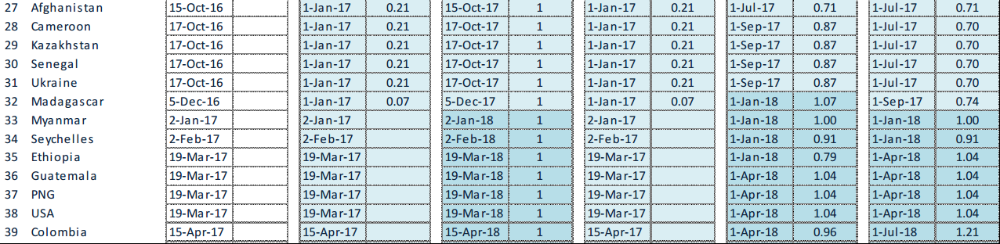 27 Afghanistan 15-Oct-16 1-Jan-17 0.21 15-Oct-17 1 1-Jan-17 0.21 1-Jul-17 0.71 1-Jul-17 0.71
28 Cameroon 17-Oct-16 1-Jan-17 0.21 17-Oct-17 1 1-Jan-17 0.21 1-Sep-17 0.87 1-Jul-17 0.70
29 Kazakhstan 17-Oct-16 1-Jan-17 0.21 17-Oct-17 1 1-Jan-17 0.21 1-Sep-17 0.87 1-Jul-17 0.70
30 Senegal 17-Oct-16 1-Jan-17 0.21 17-Oct-17 1 1-Jan-17 0.21 1-Sep-17 0.87 1-Jul-17 0.70
31 Ukraine 17-Oct-16 1-Jan-17 0.21 17-Oct-17 1 1-Jan-17 0.21 1-Sep-17 0.87 1-Jul-17 0.70
32 Madagascar 5-Dec-16 1-Jan-17 0.07 5-Dec-17 1 1-Jan-17 0.07 1-Jan-18 1.07 1-Sep-17 0.74
33 Myanmar 2-Jan-17 2-Jan-17 2-Jan-18 1 2-Jan-17 1-Jan-18 1.00 1-Jan-18 1.00
34 Seychelles 2-Feb-17 2-Feb-17 2-Feb-18 1 2-Feb-17 1-Jan-18 0.91 1-Jan-18 0.91
35 Ethiopia 19-Mar-17 19-Mar-17 19-Mar-18 1 19-Mar-17 1-Jan-18 0.79 1-Apr-18 1.04
36 Guatemala 19-Mar-17 19-Mar-17 19-Mar-18 1 19-Mar-17 1-Apr-18 1.04 1-Apr-18 1.04
37 PNG 19-Mar-17 19-Mar-17 19-Mar-18 1 19-Mar-17 1-Apr-18 1.04 1-Apr-18 1.04
38 USA 19-Mar-17 19-Mar-17 19-Mar-18 1 19-Mar-17 1-Apr-18 1.04 1-Apr-18 1.04
39 Colombia 15-Apr-17 15-Apr-17 15-Apr-18 1 15-Apr-17 1-Apr-18 0.96 1-Jul-18 1.21